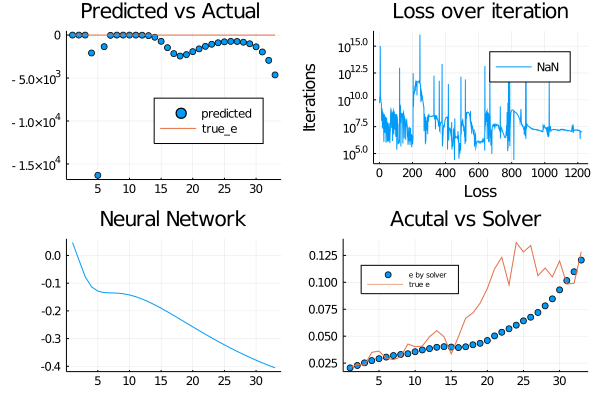 Predicted vs Actual
0
-5.0×10³
-1.0×10⁴
-1.5×10⁴
predicted
true_e
5 10 15 20 25 30
Loss over iteration
Iterations
10^15.0
10^12.5
10^10.0
10^7.5
10^5.0
NaN
0 200 400 600 800 1000 1200
Loss
Neural Network
0.0
-0.1
-0.2
-0.3
-0.4
5 10 15 20 25 30
Acutal vs Solver
0.125
0.100
0.075
0.050
0.025
e by solver
true e
5 10 15 20 25 30